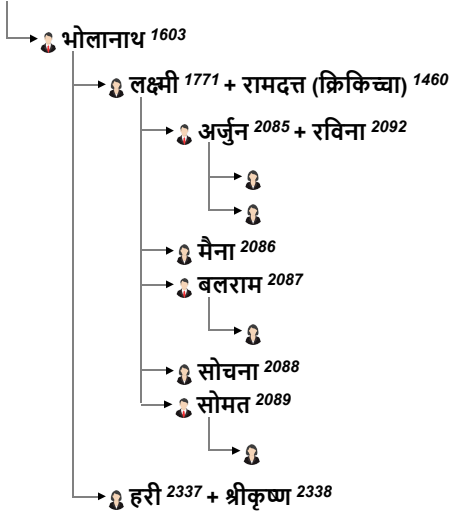 भोलानाथ 1603
लक्ष्मी 1771 + रामदत्त (क्रिकिच्चा) 1460
अर्जुन 2085 + रविना 2092
मैना 2086
बलराम 2087
सोचना 2088
सोमत 2089
हरी 2337 + श्रीकृष्ण 2338